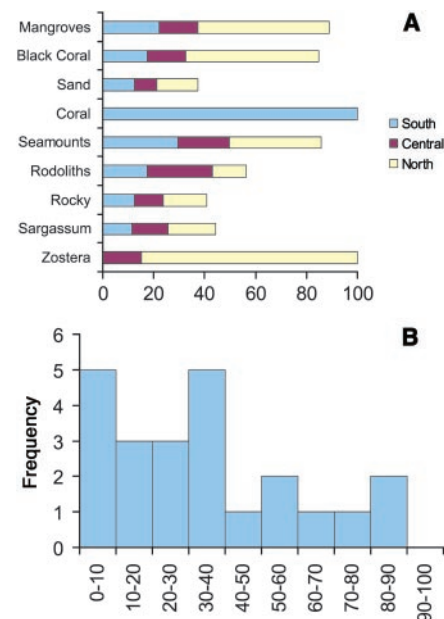 A
Mangroves
Black Coral
Sand
Coral
Seamounts
Rodoliths
Rocky
Sargassum
Zostera
South
Central
North
0 20 40 60 80 100
B
Frequency
6
5
4
3
2
1
0
0-10
10-20
20-30
30-40
40-50
50-60
60-70
70-80
80-90
90-100